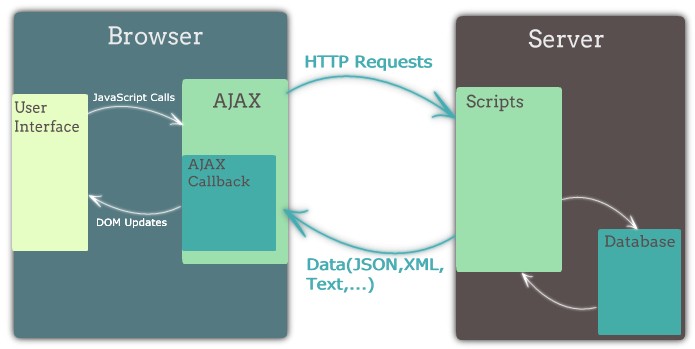 Browser
Server
HTTP Requests
JavaScript Calls
AJAX
User
Interface
Scripts
AJAX
Callback
DOM Updates
Database
Data(JSON,XML,
Text,...)